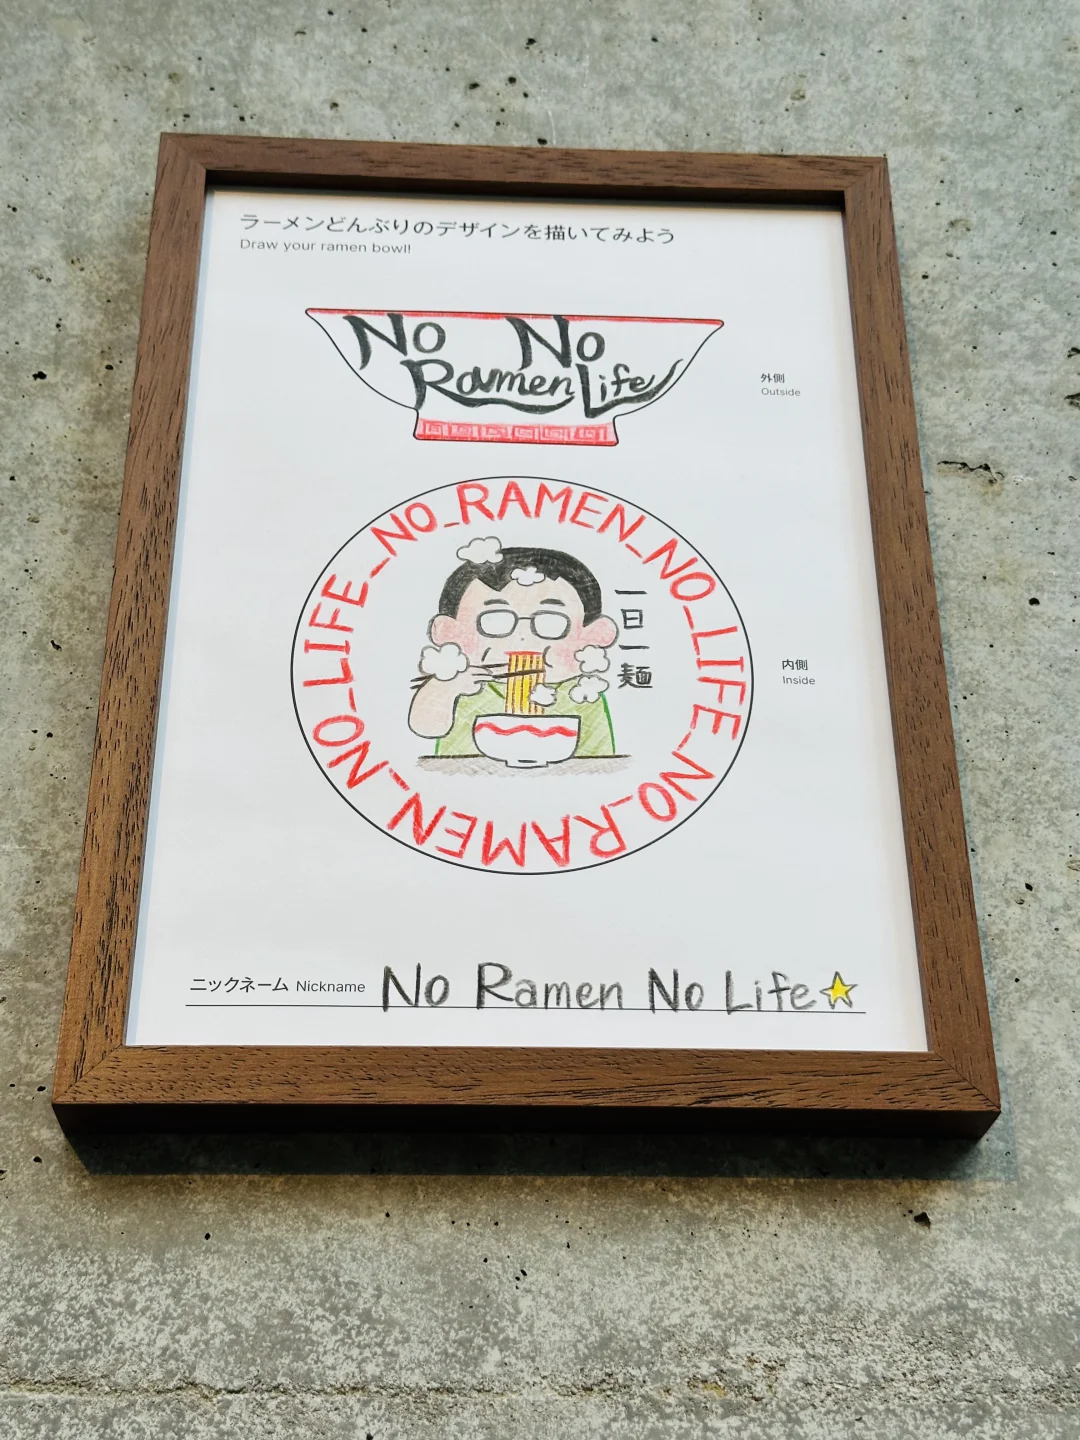 ラーメンどんぶりのデザインを描いてみよう
Draw your ramen bowl!
No No
Ramen Life
外側
Outside
NO_RAMEN_NO_LIFE_NO_RAMEN_NO_LIFE_
一日一麺
内側
Inside
ニックネーム Nickname No Ramen No Life